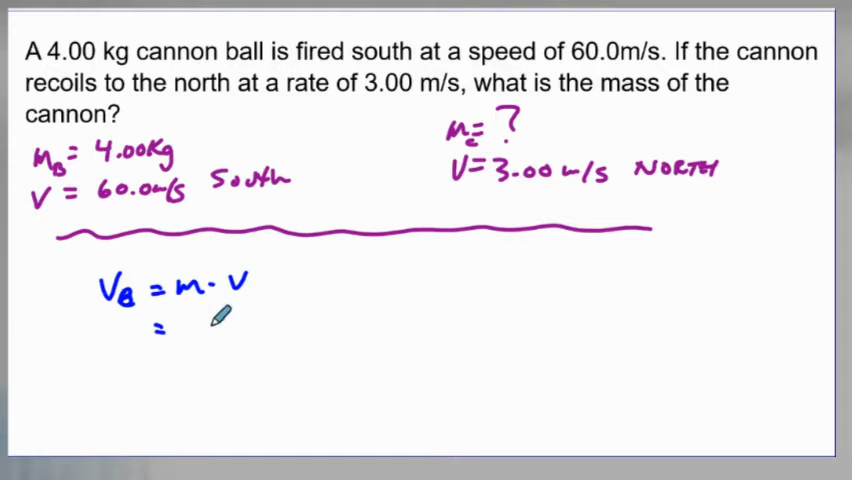 A 4.00 kg cannon ball is fired south at a speed of 60.0m/s. If the cannon
recoils to the north at a rate of 3.00 m/s, what is the mass of the
cannon?
m_B = 4.00Kg
m_c = ?
V = 60.0m/s South
V = 3.00 m/s NORTH
V_B = m · V
=